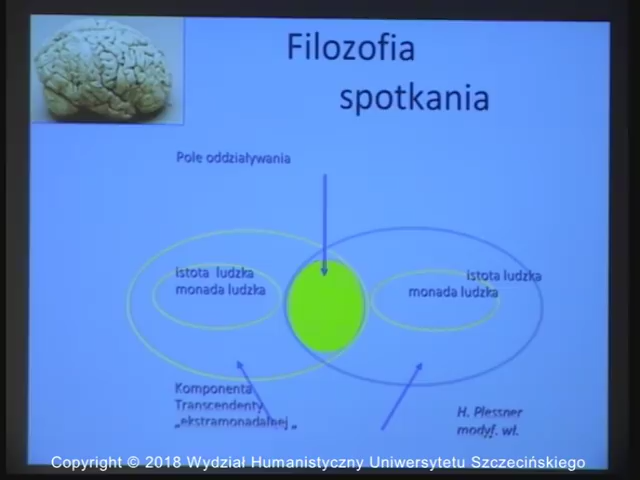 Filozofia
spotkania
Pole oddziaływania
istota ludzka
monada ludzka
istota ludzka
monada ludzka
Komponenta
Transcendenty
„ekstramonadalnej „
H. Plessner
modyf. wł.
Copyright © 2018 Wydział Humanistyczny Uniwersytetu Szczecińskiego